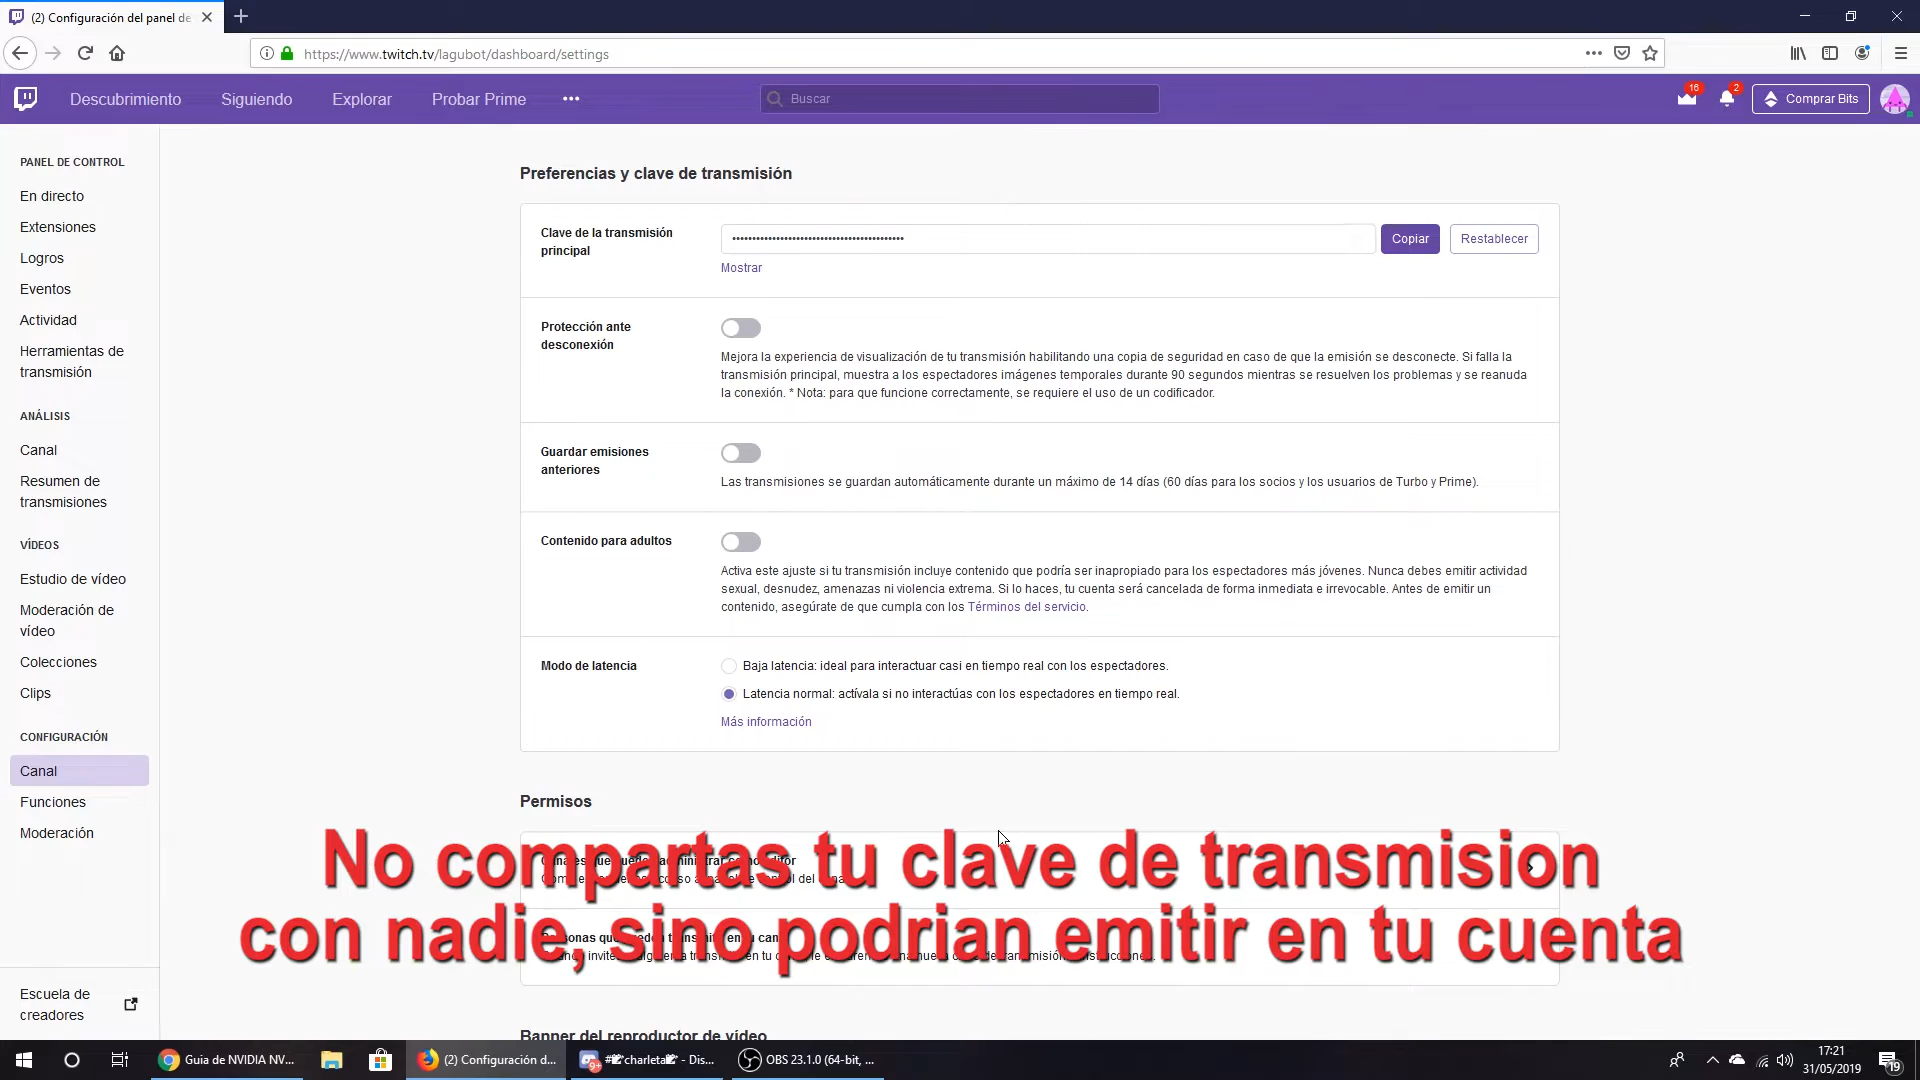 (2) Configuración del panel de
https://www.twitch.tv/lagubot/dashboard/settings
Descubrimiento
Siguiendo
Explorar
Probar Prime
Buscar
16
2
Comprar Bits
PANEL DE CONTROL
En directo
Extensiones
Logros
Eventos
Actividad
Herramientas de
transmisión
ANÁLISIS
Canal
Resumen de
transmisiones
VÍDEOS
Estudio de vídeo
Moderación de
vídeo
Colecciones
Clips
CONFIGURACIÓN
Canal
Funciones
Moderación
Escuela de
creadores
Preferencias y clave de transmisión
Clave de la transmisión
principal
Copiar
Restablecer
Mostrar
Protección ante
desconexión
Mejora la experiencia de visualización de tu transmisión habilitando una copia de seguridad en caso de que la emisión se desconecte. Si falla la
transmisión principal, muestra a los espectadores imágenes temporales durante 90 segundos mientras se resuelven los problemas y se reanuda
la conexión. * Nota: para que funcione correctamente, se requiere el uso de un codificador.
Guardar emisiones
anteriores
Las transmisiones se guardan automáticamente durante un máximo de 14 días (60 días para los socios y los usuarios de Turbo y Prime).
Contenido para adultos
Activa este ajuste si tu transmisión incluye contenido que podría ser inapropiado para los espectadores más jóvenes. Nunca debes emitir actividad
sexual, desnudez, amenazas ni violencia extrema. Si lo haces, tu cuenta será cancelada de forma inmediata e irrevocable. Antes de emitir un
contenido, asegúrate de que cumpla con los Términos del servicio.
Modo de latencia
Baja latencia: ideal para interactuar casi en tiempo real con los espectadores.
Latencia normal: actívala si no interactúas con los espectadores en tiempo real.
Más información
Permisos
No compartas tu clave de transmision
con nadie, sino podrian emitir en tu cuenta
Banner del reproductor de vídeo
Guia de NVIDIA NV...
(2) Configuración d...
9+
charleta
- Dis...
OBS 23.1.0 (64-bit, ...
17:21
31/05/2019
19